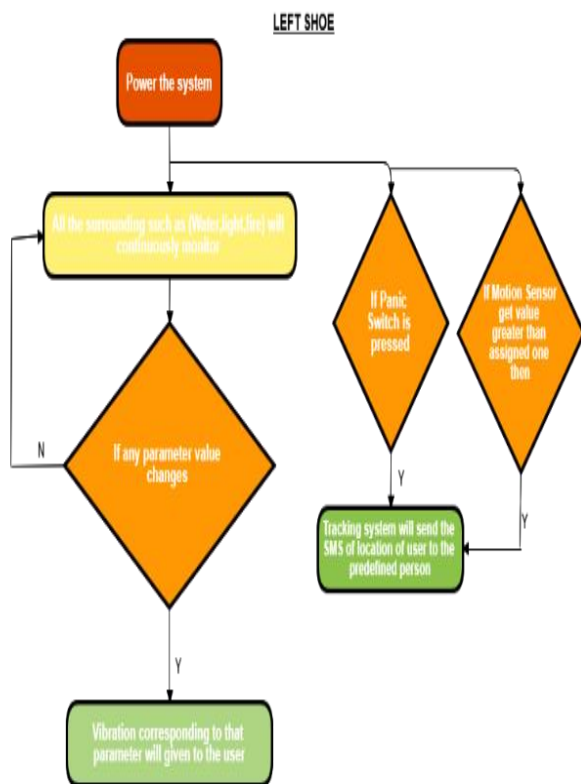 LEFT SHOE
Power the system
All the surrounding such as (Water,light,fire) will
continuously monitor
If any parameter value
changes
N
Y
Vibration corresponding to that
parameter will given to the user
If Panic
Switch is
pressed
Y
If Motion Sensor
get value
greater than
assigned one
then
Y
Tracking system will send the
SMS of location of user to the
predefined person